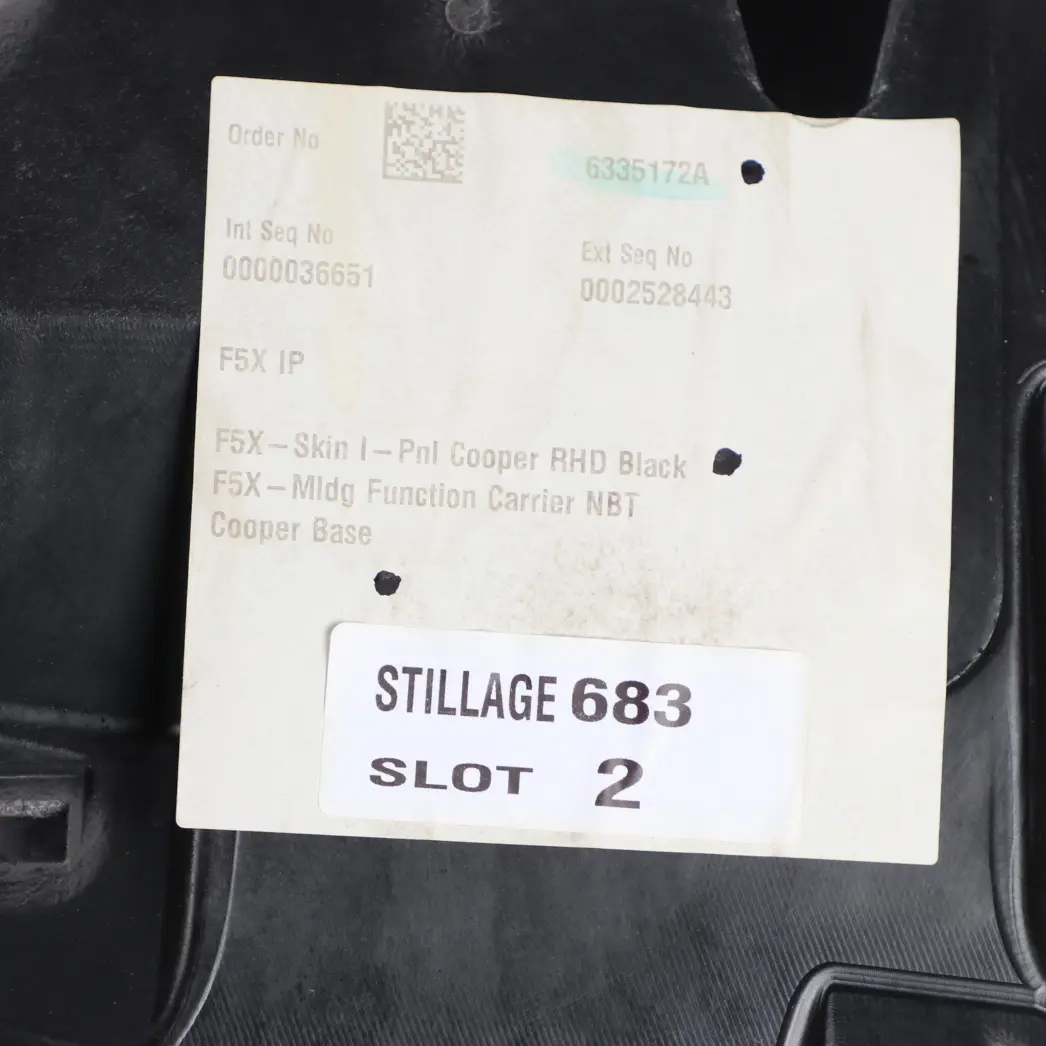 Order No
6335172A
Int Seq No
Ext Seq No
0000036651
0002528443
F5X IP
F5X-Skin I-Pnl Cooper RHD Black
F5X-Mldg Function Carrier NBT
Cooper Base
STILLAGE 683
SLOT 2